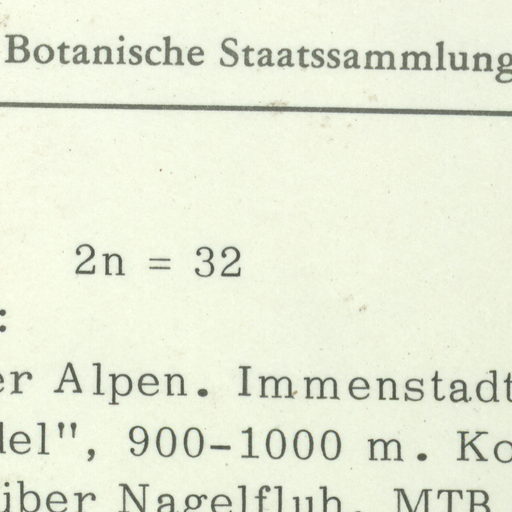 Botanische Staatssammlung
2n = 32
:
er Alpen. Immenstadt
del", 900-1000 m. Ko
über Nagelfluh. MTB